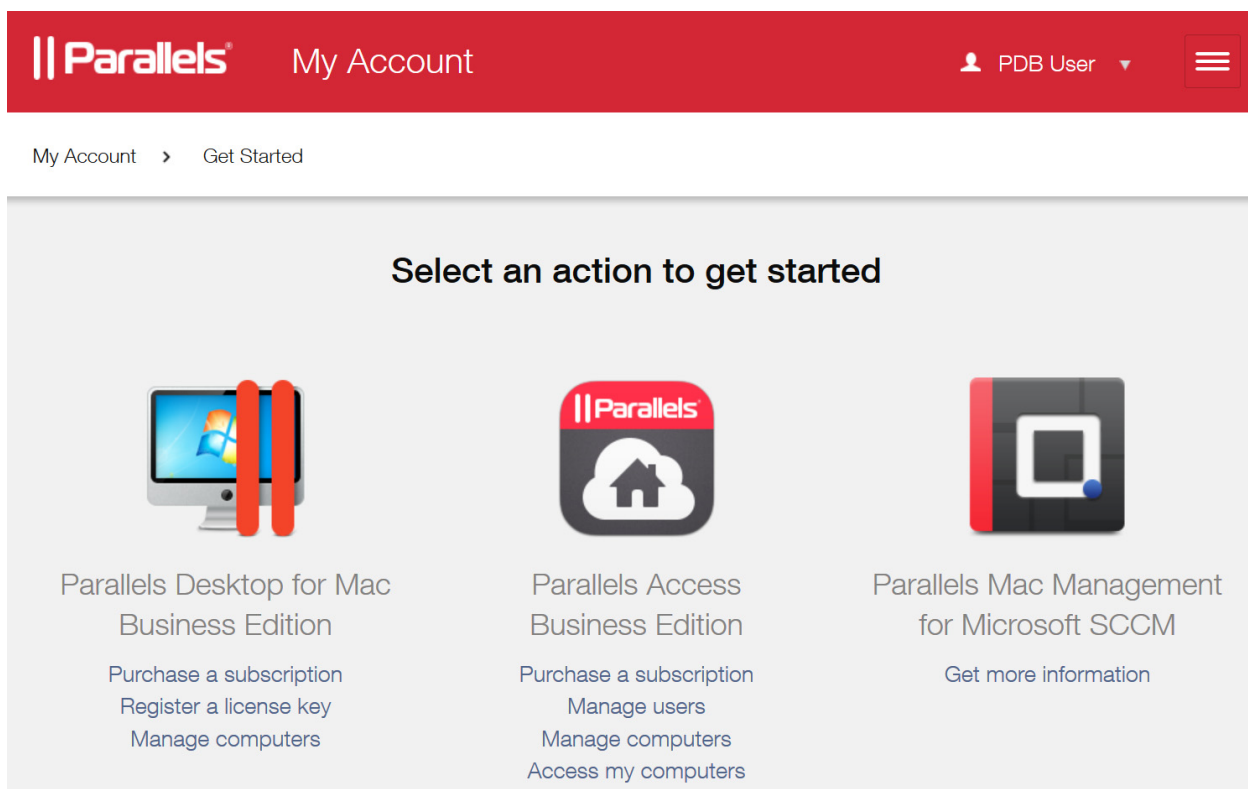 Parallels® My Account PDB User
My Account > Get Started
Select an action to get started
Parallels
Parallels Desktop for Mac
Business Edition
Purchase a subscription
Register a license key
Manage computers
Parallels Access
Business Edition
Purchase a subscription
Manage users
Manage computers
Access my computers
Parallels Mac Management
for Microsoft SCCM
Get more information